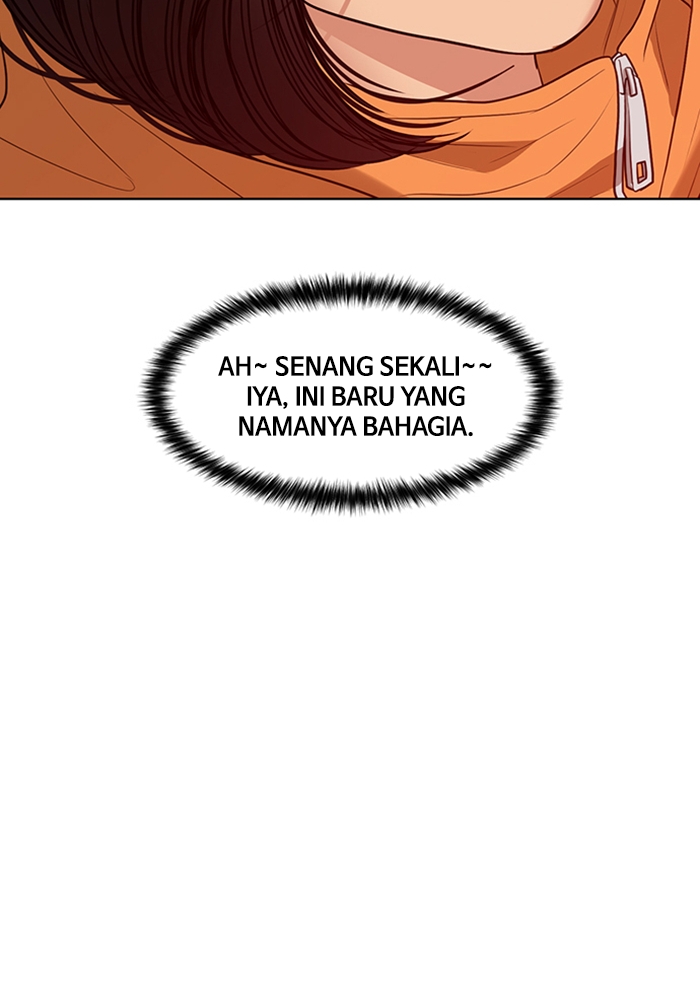 AH~ SENANG SEKALI~~
IYA, INI BARU YANG
NAMANYA BAHAGIA.